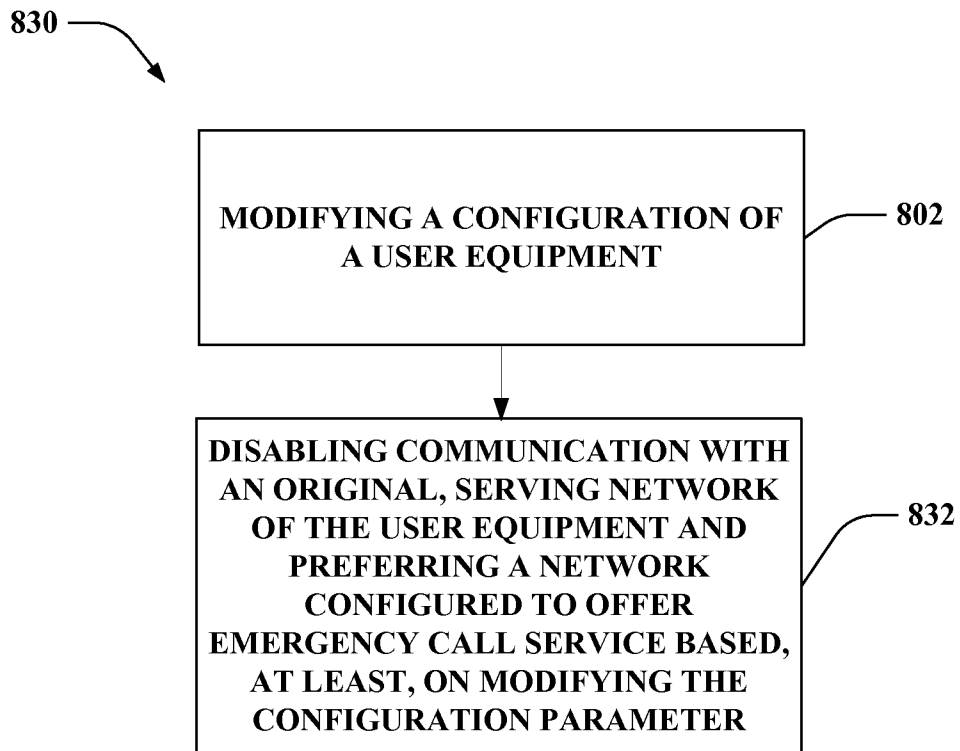 830
MODIFYING A CONFIGURATION OF
A USER EQUIPMENT
802
DISABLING COMMUNICATION WITH
AN ORIGINAL, SERVING NETWORK
OF THE USER EQUIPMENT AND
PREFERRING A NETWORK
CONFIGURED TO OFFER
EMERGENCY CALL SERVICE BASED,
AT LEAST, ON MODIFYING THE
CONFIGURATION PARAMETER
832